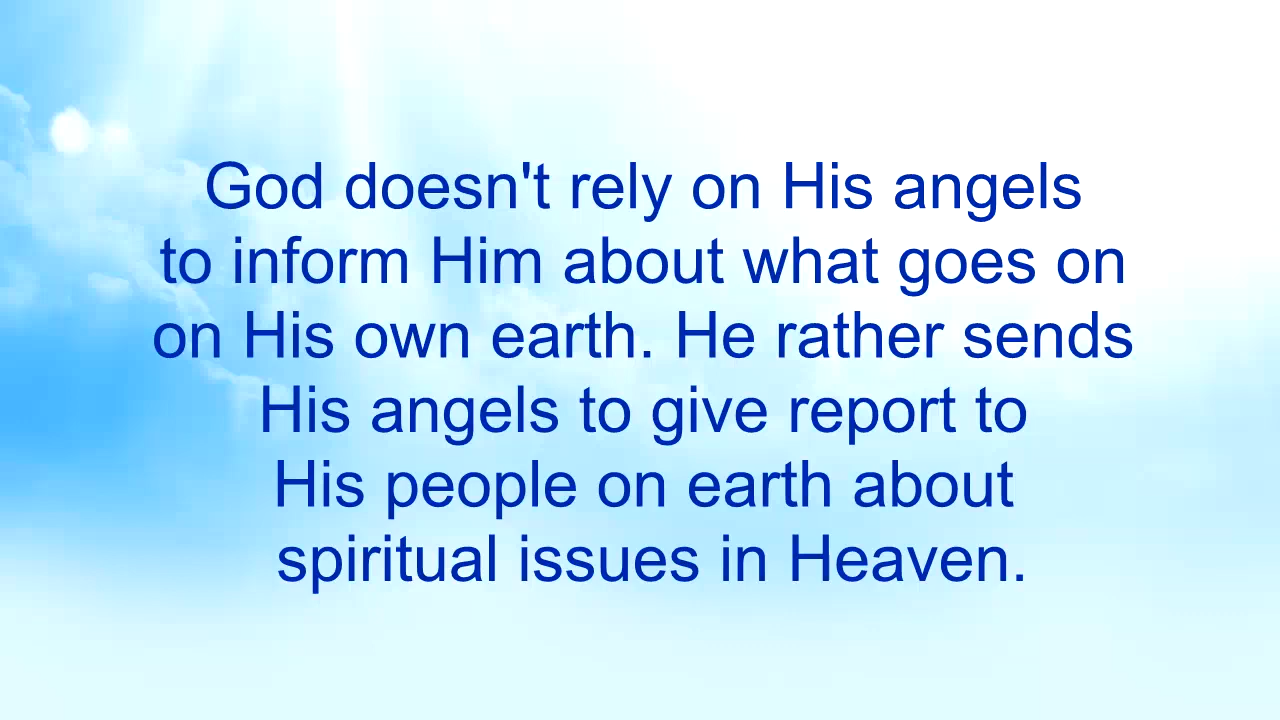 God doesn't rely on His angels
to inform Him about what goes on
on His own earth. He rather sends
His angels to give report to
His people on earth about
spiritual issues in Heaven.